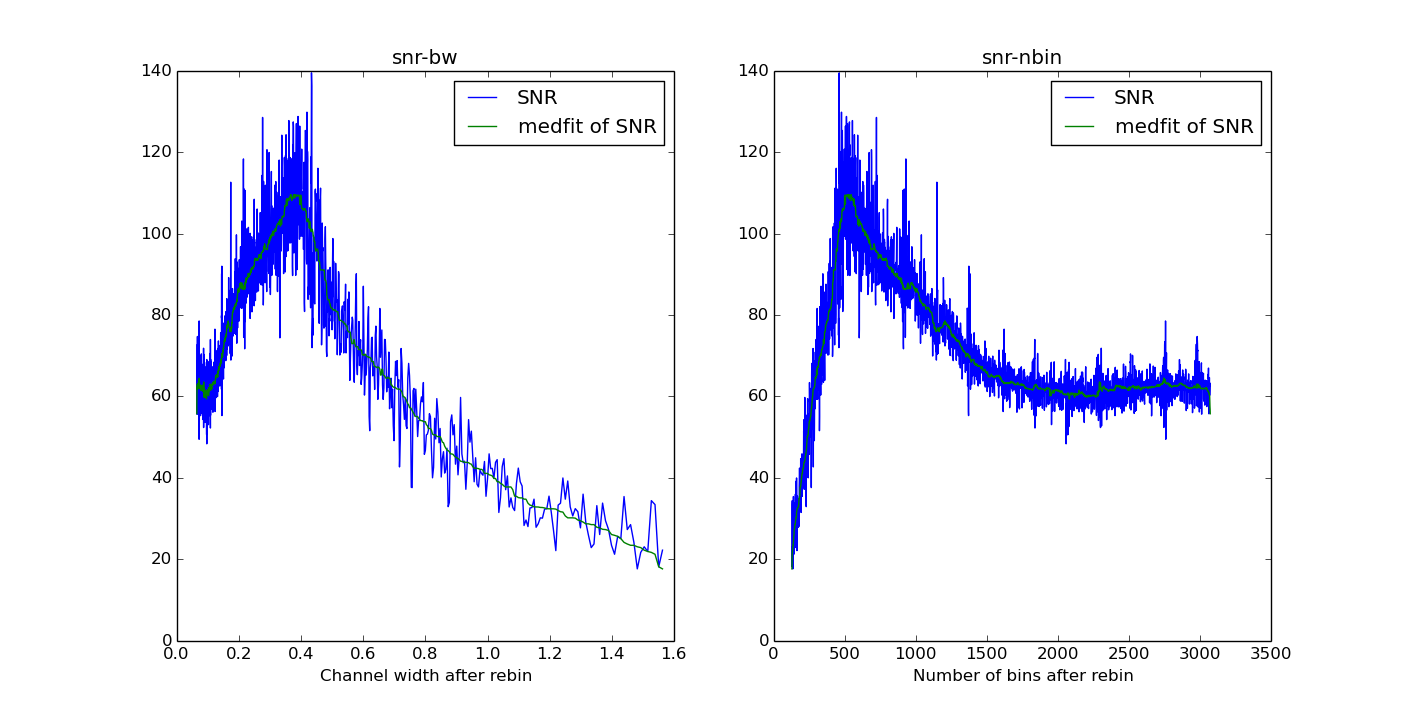 snr-bw
140
120
100
80
60
40
20
0
SNR
medfit of SNR
0.0 0.2 0.4 0.6 0.8 1.0 1.2 1.4 1.6
Channel width after rebin
snr-nbin
140
120
100
80
60
40
20
0
SNR
medfit of SNR
0 500 1000 1500 2000 2500 3000 3500
Number of bins after rebin